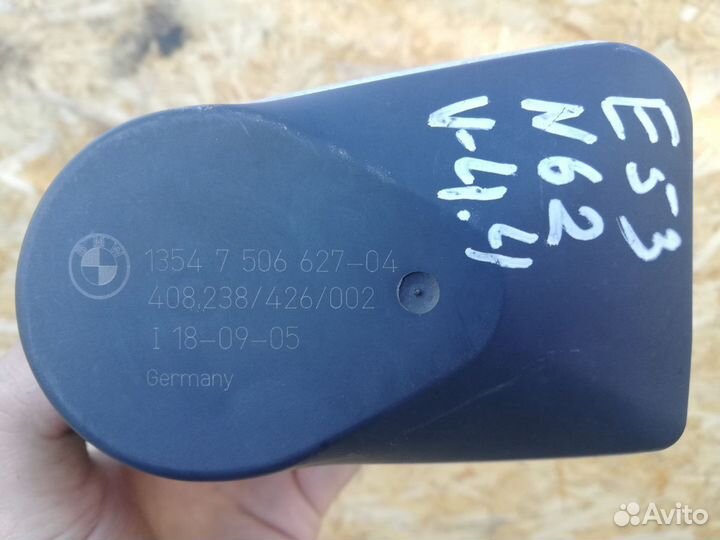 1354 7 506 627-04
408.238/426/002
I 18-09-05
Germany
E53
N62
V-4.4
Avito